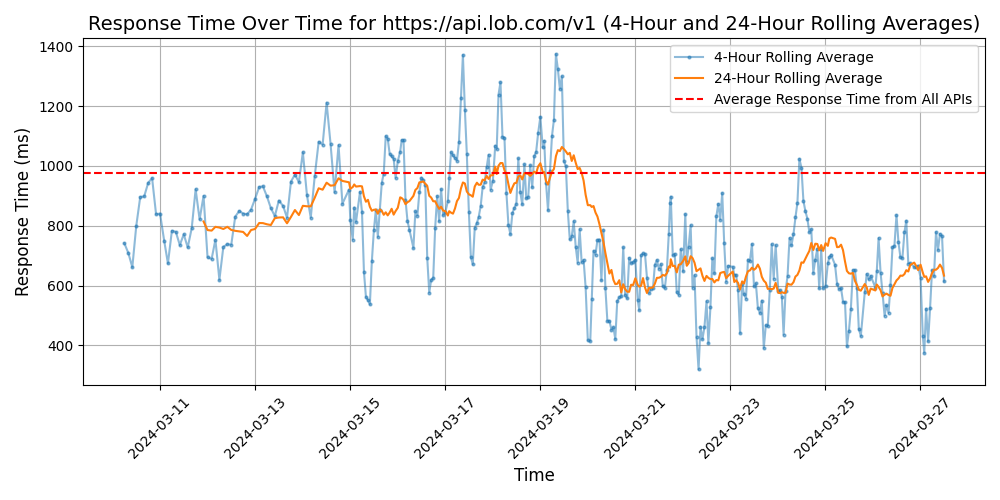 Response Time Over Time for https://api.lob.com/v1 (4-Hour and 24-Hour Rolling Averages)
4-Hour Rolling Average
24-Hour Rolling Average
Average Response Time from All APIs
Response Time (ms)
1400
1200
1000
800
600
400
2024-03-11
2024-03-13
2024-03-15
2024-03-17
2024-03-19
2024-03-21
2024-03-23
2024-03-25
2024-03-27
Time